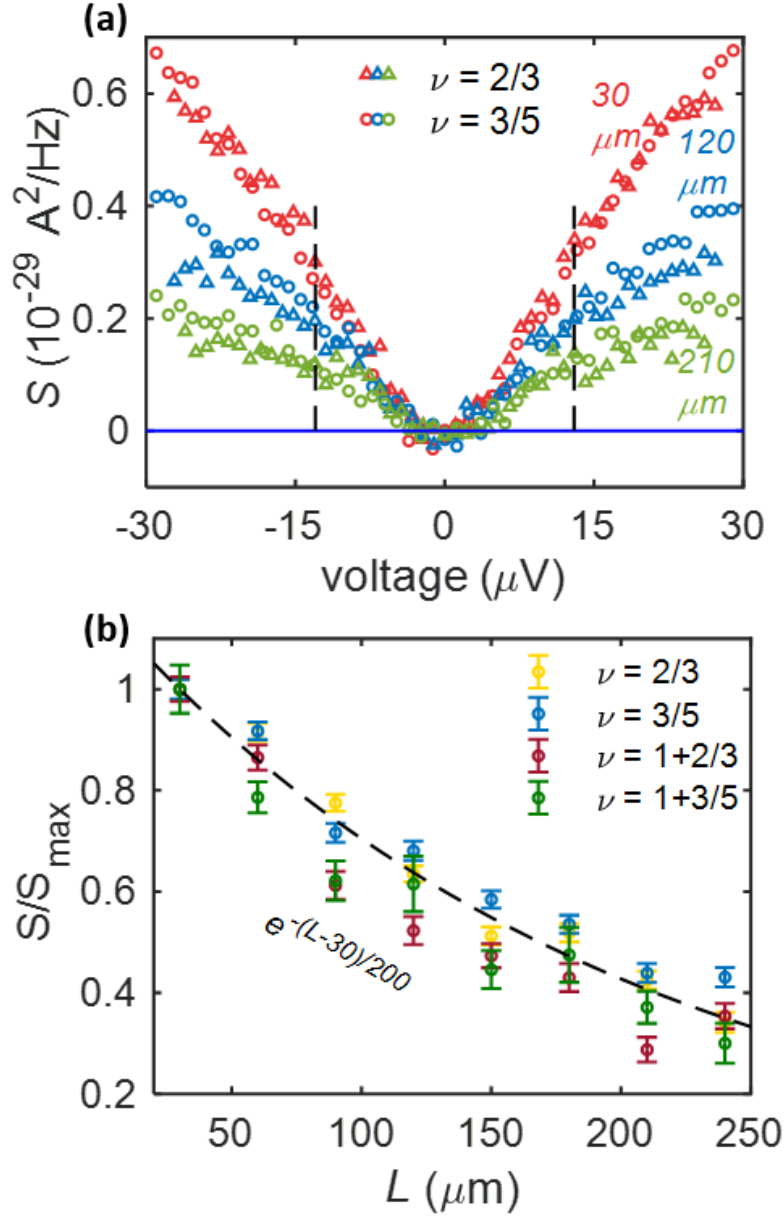 (a)
S (10⁻²⁹ A²/Hz)
0.6
0.4
0.2
0
ν = 2/3
ν = 3/5
30
μm
120
μm
210
μm
-30 -15 0 15 30
voltage (μV)
(b)
S/Smax
1
0.8
0.6
0.4
0.2
ν = 2/3
ν = 3/5
ν = 1+2/3
ν = 1+3/5
e^-(L-30)/200
50 100 150 200 250
L (μm)